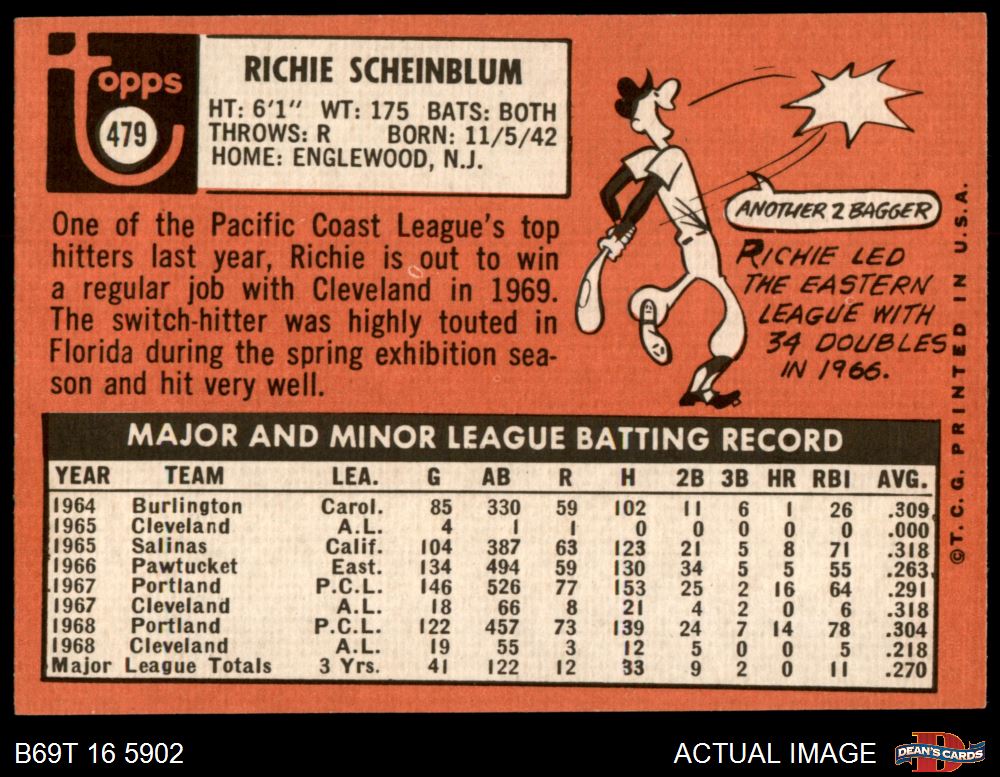 topps
479
RICHIE SCHEINBLUM
HT: 6'1" WT: 175 BATS: BOTH
THROWS: R BORN: 11/5/42
HOME: ENGLEWOOD, N.J.
One of the Pacific Coast League's top
hitters last year, Richie is out to win
a regular job with Cleveland in 1969.
The switch-hitter was highly touted in
Florida during the spring exhibition sea-
son and hit very well.
ANOTHER 2 BAGGER
RICHIE LED
THE EASTERN
LEAGUE WITH
34 DOUBLES
IN 1966.
© T. C. G. PRINTED IN U.S.A.
MAJOR AND MINOR LEAGUE BATTING RECORD
YEAR TEAM LEA. G AB R H 2B 3B HR RBI AVG.
1964 Burlington Carol. 85 330 59 102 11 6 1 26 .309
1965 Cleveland A.L. 4 1 1 0 0 0 0 0 .000
1965 Salinas Calif. 104 387 63 123 21 5 8 71 .318
1966 Pawtucket East. 134 494 59 130 34 5 5 55 .263
1967 Portland P.C.L. 146 526 77 153 25 2 16 64 .291
1967 Cleveland A.L. 18 66 8 21 4 2 0 6 .318
1968 Portland P.C.L. 122 457 73 139 24 7 14 78 .304
1968 Cleveland A.L. 19 55 3 12 5 0 0 5 .218
Major League Totals 3 Yrs. 41 122 12 33 9 2 0 11 .270
B69T 16 5902
ACTUAL IMAGE
D
DEAN'S CARDS